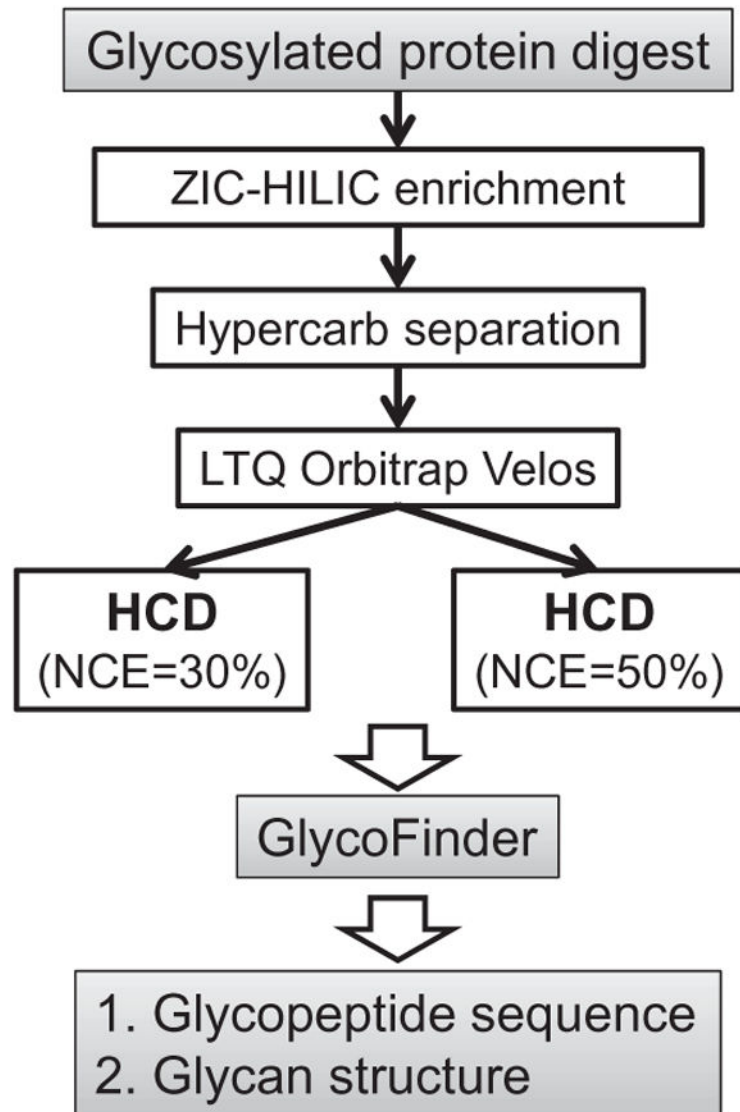 Glycosylated protein digest
ZIC-HILIC enrichment
Hypercarb separation
LTQ Orbitrap Velos
HCD
(NCE=30%)
HCD
(NCE=50%)
GlycoFinder
1. Glycopeptide sequence
2. Glycan structure